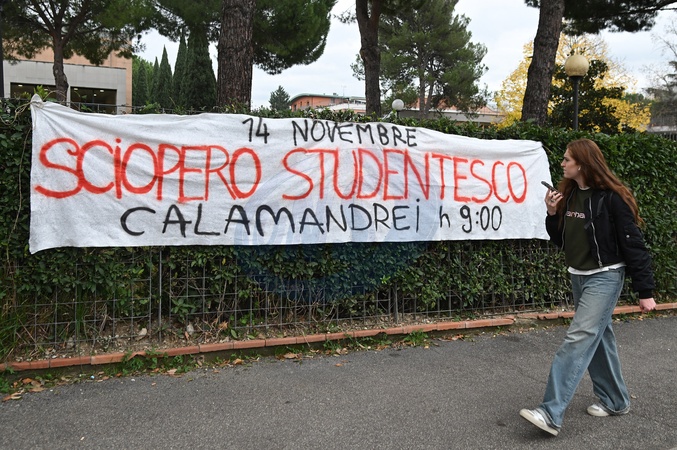 14 NOVEMBRE
SCIOPERO STUDENTESCO
CALAMANDREI h 9:00